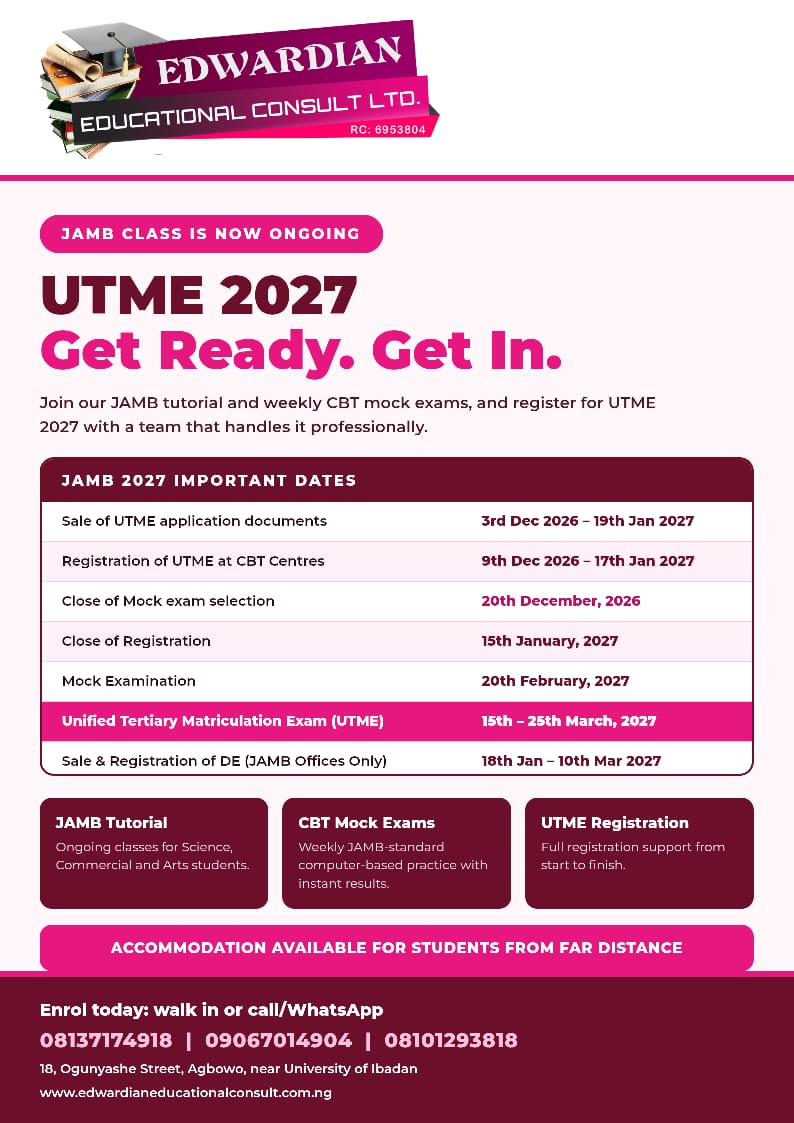 EDWARDIAN
EDUCATIONAL CONSULT LTD.
RC: 6953804
JAMB CLASS IS NOW ONGOING
UTME 2027
Get Ready. Get In.
Join our JAMB tutorial and weekly CBT mock exams, and register for UTME
2027 with a team that handles it professionally.
JAMB 2027 IMPORTANT DATES
Sale of UTME application documents 3rd Dec 2026 – 19th Jan 2027
Registration of UTME at CBT Centres 9th Dec 2026 – 17th Jan 2027
Close of Mock exam selection 20th December, 2026
Close of Registration 15th January, 2027
Mock Examination 20th February, 2027
Unified Tertiary Matriculation Exam (UTME) 15th – 25th March, 2027
Sale & Registration of DE (JAMB Offices Only) 18th Jan – 10th Mar 2027
JAMB Tutorial
Ongoing classes for Science,
Commercial and Arts students.
CBT Mock Exams
Weekly JAMB-standard
computer-based practice with
instant results.
UTME Registration
Full registration support from
start to finish.
ACCOMMODATION AVAILABLE FOR STUDENTS FROM FAR DISTANCE
Enrol today: walk in or call/WhatsApp
08137174918 | 09067014904 | 08101293818
18, Ogunyashe Street, Agbowo, near University of Ibadan
www.edwardianeducationalconsult.com.ng